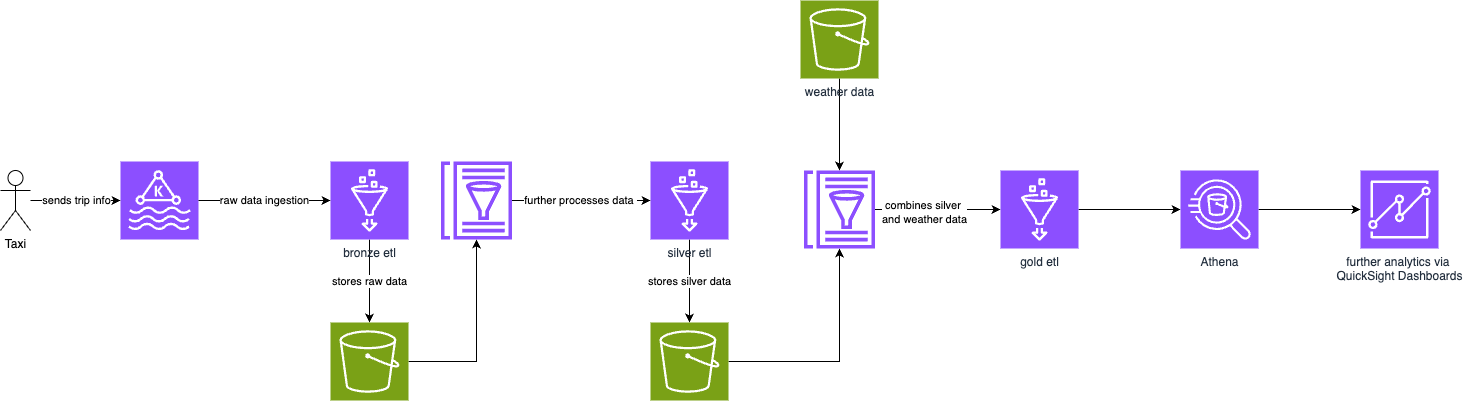 weather data
Taxi
sends trip info
K
raw data ingestion
bronze etl
stores raw data
further processes data
silver etl
stores silver data
combines silver
and weather data
gold etl
Athena
further analytics via
QuickSight Dashboards